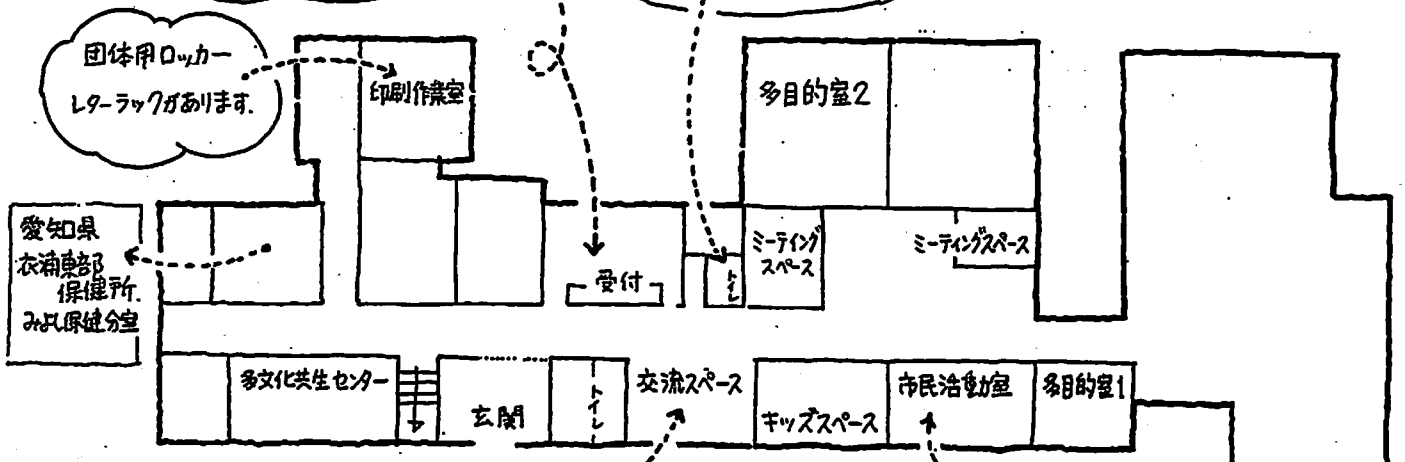 団体用ロッカー
レターラックがあります.
印刷作業室
多目的室2
愛知県
衣浦東部
保健所.
みよし保健分室
受付
トイレ
ミーティング
スペース
ミーティングスペース
多文化共生センター
玄関
トイレ
交流スペース
キッズスペース
市民活動室
多目的室1